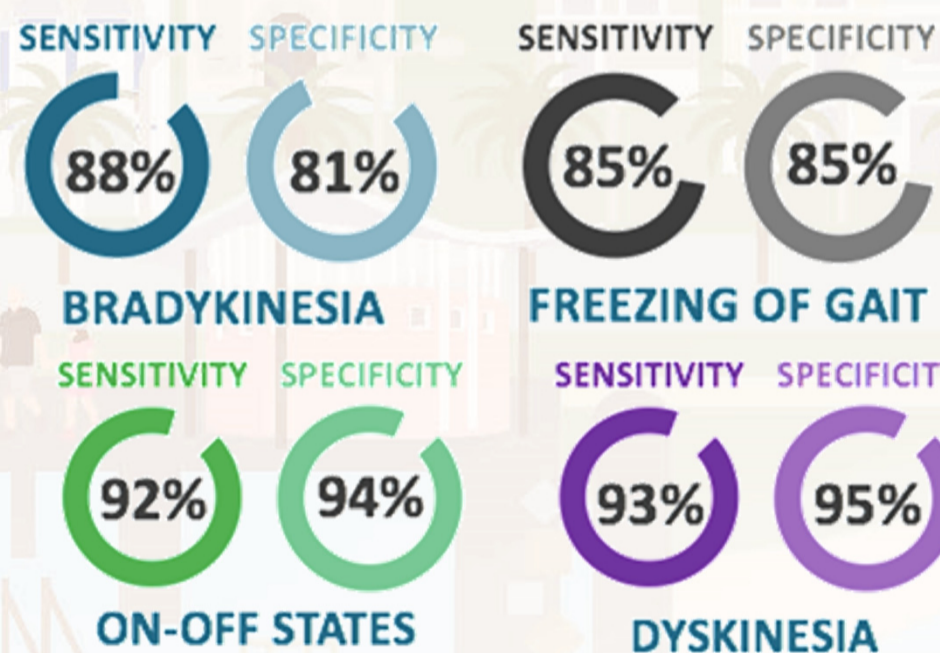 SENSITIVITY SPECIFICITY
88% 81%
BRADYKINESIA
SENSITIVITY SPECIFICITY
85% 85%
FREEZING OF GAIT
SENSITIVITY SPECIFICITY
92% 94%
ON-OFF STATES
SENSITIVITY SPECIFICIT
93% 95%
DYSKINESIA